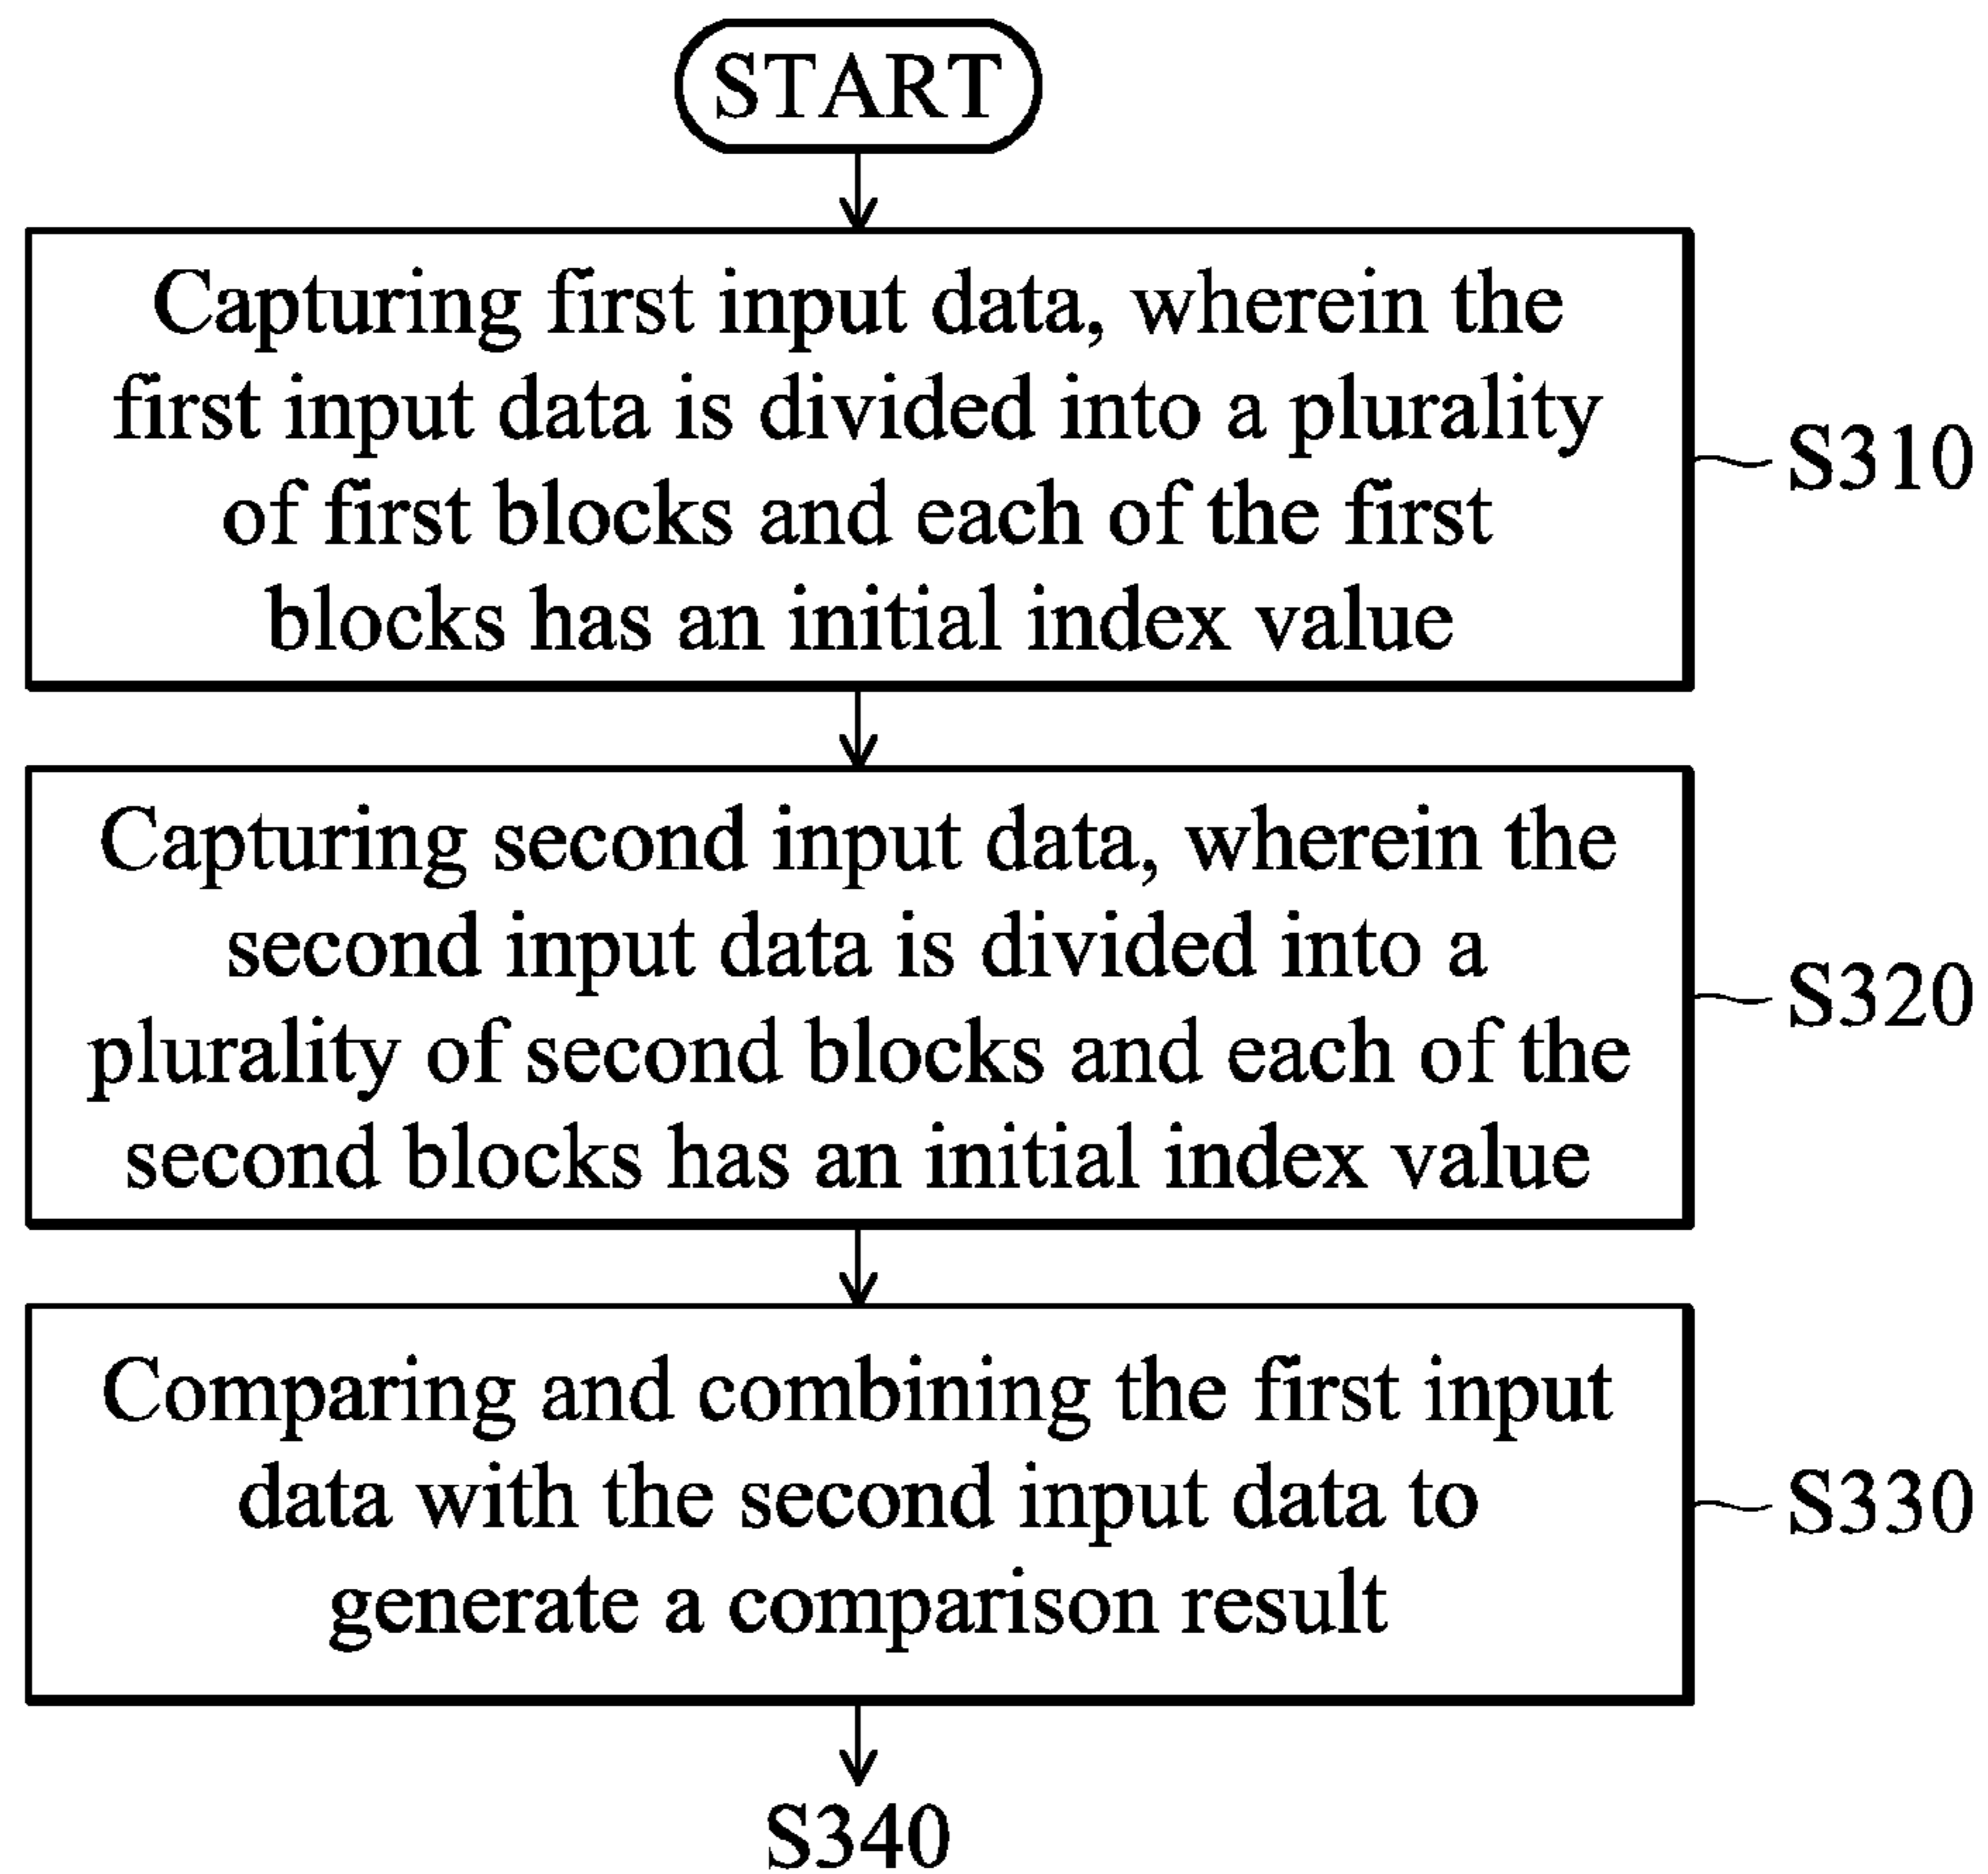 START
Capturing first input data, wherein the
first input data is divided into a plurality
of first blocks and each of the first
blocks has an initial index value
S310
Capturing second input data, wherein the
second input data is divided into a
plurality of second blocks and each of the
second blocks has an initial index value
S320
Comparing and combining the first input
data with the second input data to
generate a comparison result
S330
S340